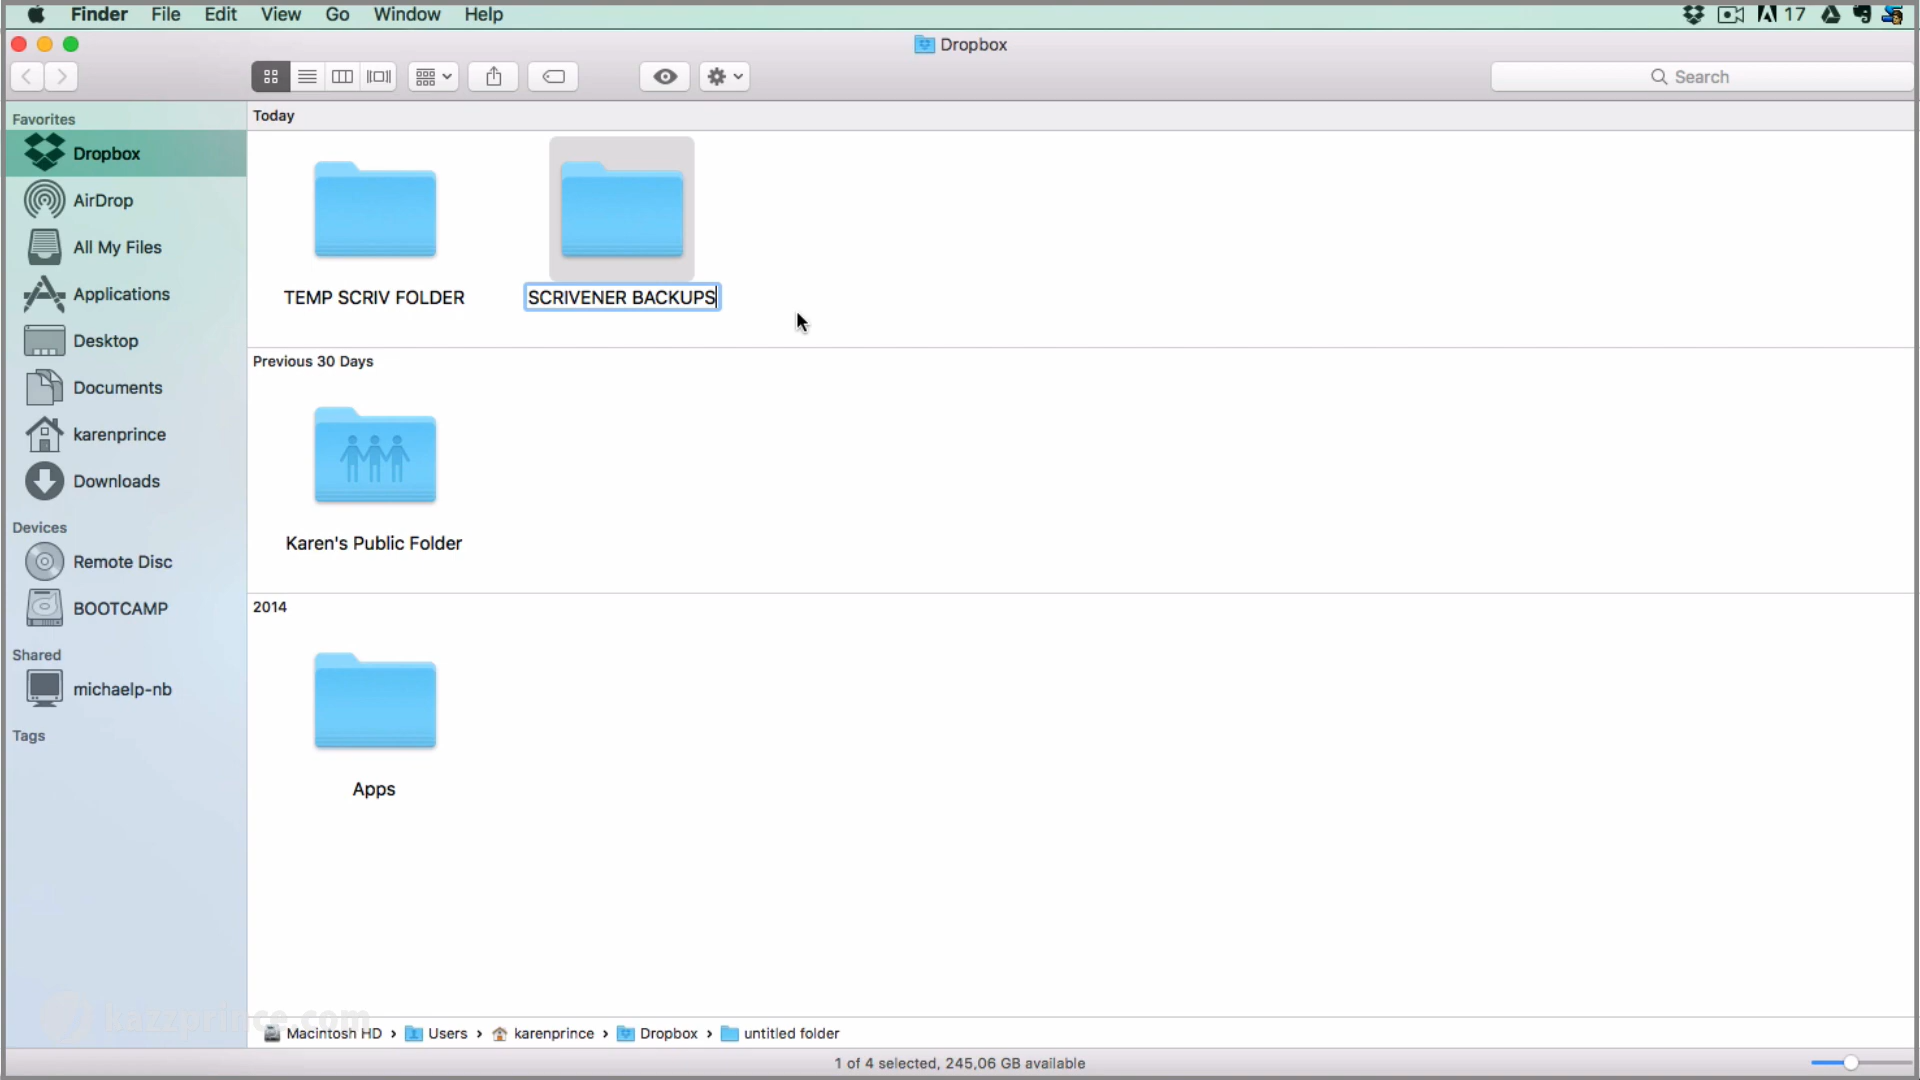 Finder File Edit View Go Window Help 17
Dropbox
Search
Favorites
Dropbox
AirDrop
All My Files
Applications
Desktop
Documents
karenprince
Downloads
Devices
Remote Disc
BOOTCAMP
Shared
michaelp-nb
Tags
Today
TEMP SCRIV FOLDER
SCRIVENER BACKUPS
Previous 30 Days
Karen's Public Folder
2014
Apps
kazzprince.com
Macintosh HD › Users › karenprince › Dropbox › untitled folder
1 of 4 selected, 245,06 GB available